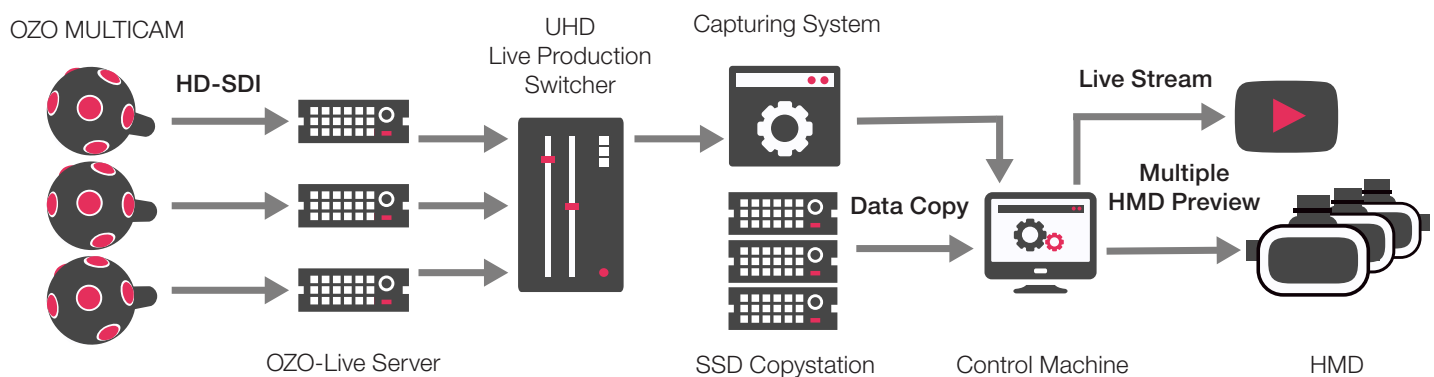 OZO MULTICAM
HD-SDI
UHD
Live Production
Switcher
Capturing System
Live Stream
Multiple
HMD Preview
Data Copy
OZO-Live Server
SSD Copystation
Control Machine
HMD